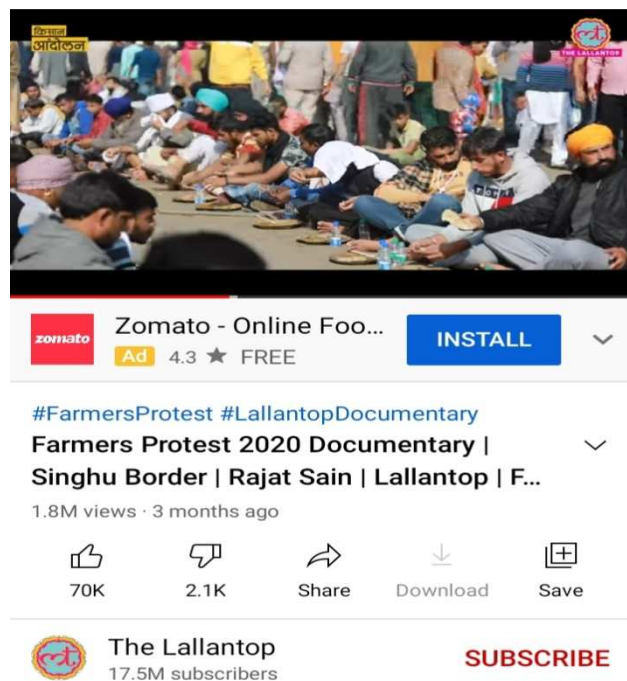 किसान
आंदोलन
THE LALLANTOP
zomato
Zomato - Online Foo...
Ad 4.3 ★ FREE
INSTALL
#FarmersProtest #LallantopDocumentary
Farmers Protest 2020 Documentary |
Singhu Border | Rajat Sain | Lallantop | F...
1.8M views · 3 months ago
70K
2.1K
Share
Download
Save
The Lallantop
17.5M subscribers
SUBSCRIBE